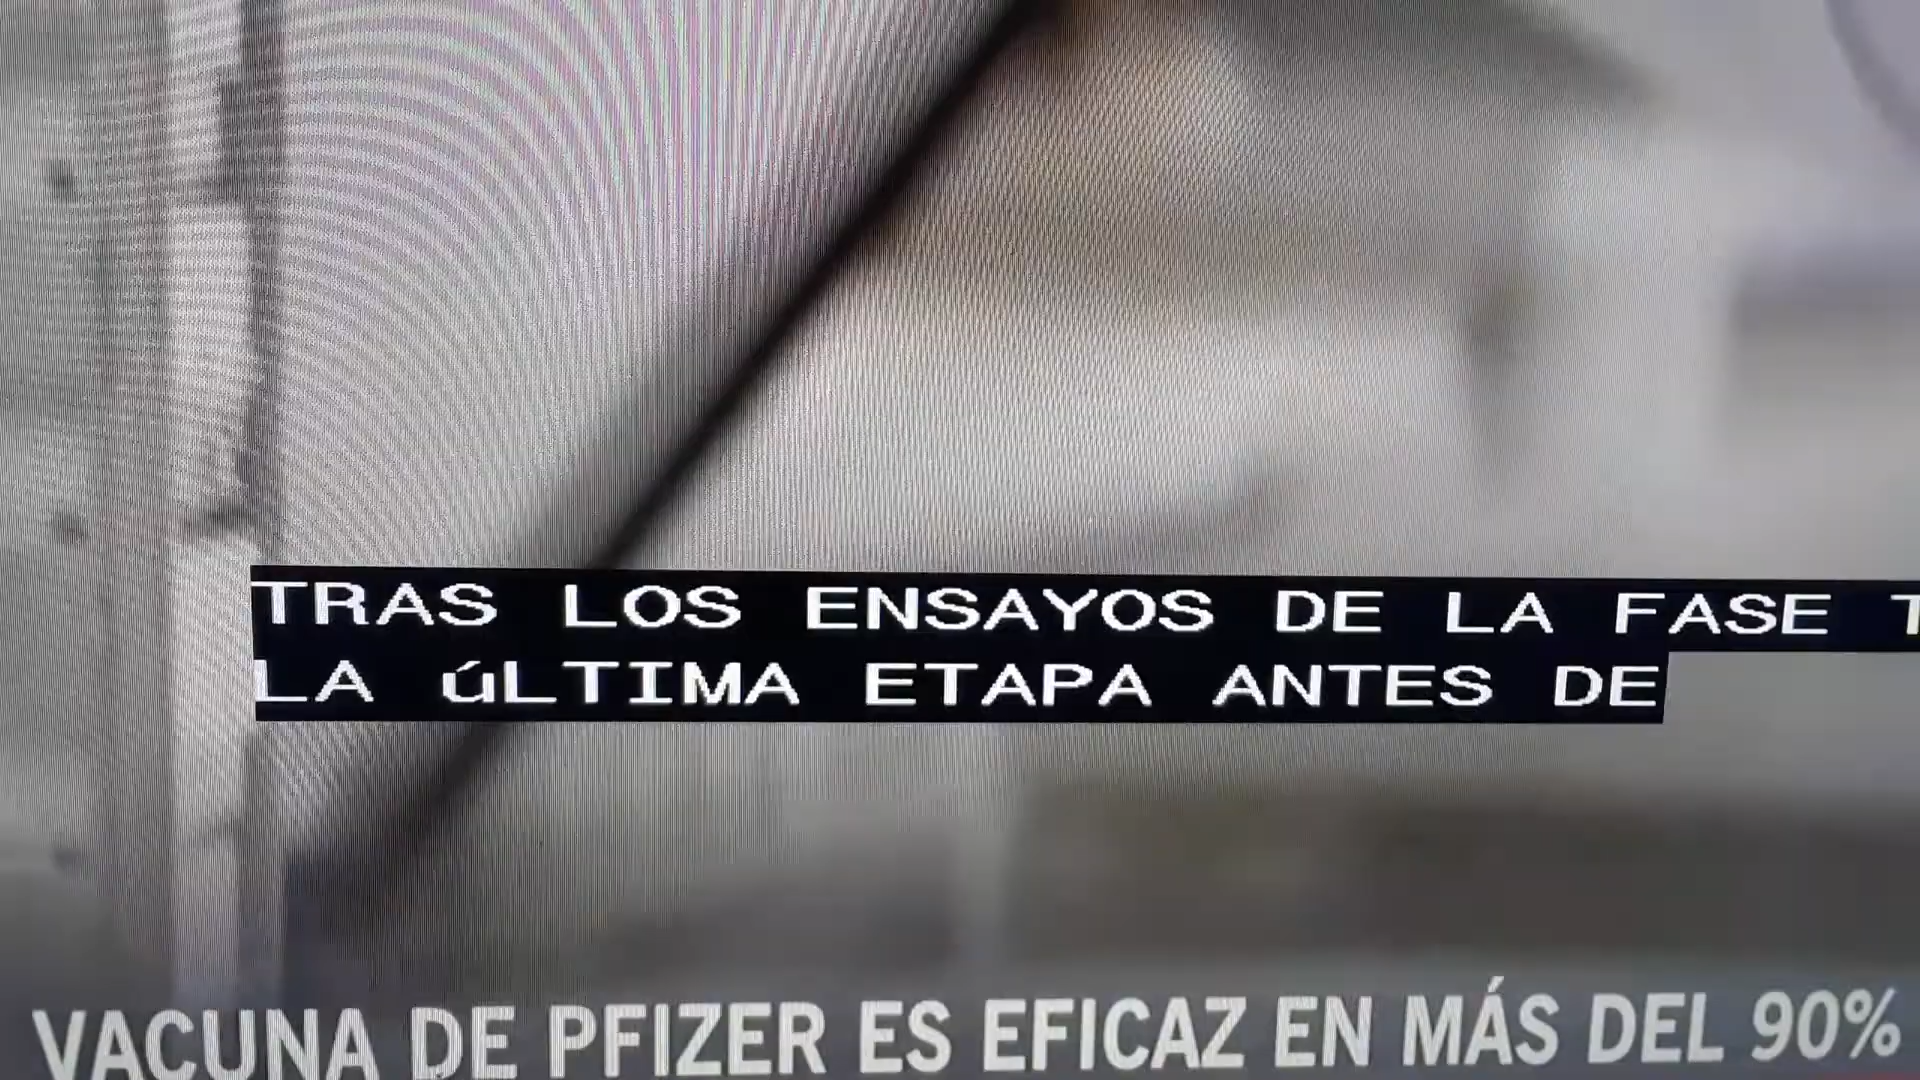 TRAS LOS ENSAYOS DE LA FASE
LA úLTIMA ETAPA ANTES DE
VACUNA DE PFIZER ES EFICAZ EN MÁS DEL 90%